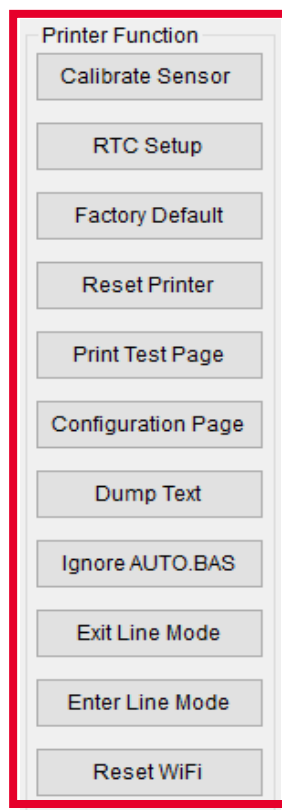 Printer Function
Calibrate Sensor
RTC Setup
Factory Default
Reset Printer
Print Test Page
Configuration Page
Dump Text
Ignore AUTO.BAS
Exit Line Mode
Enter Line Mode
Reset WiFi